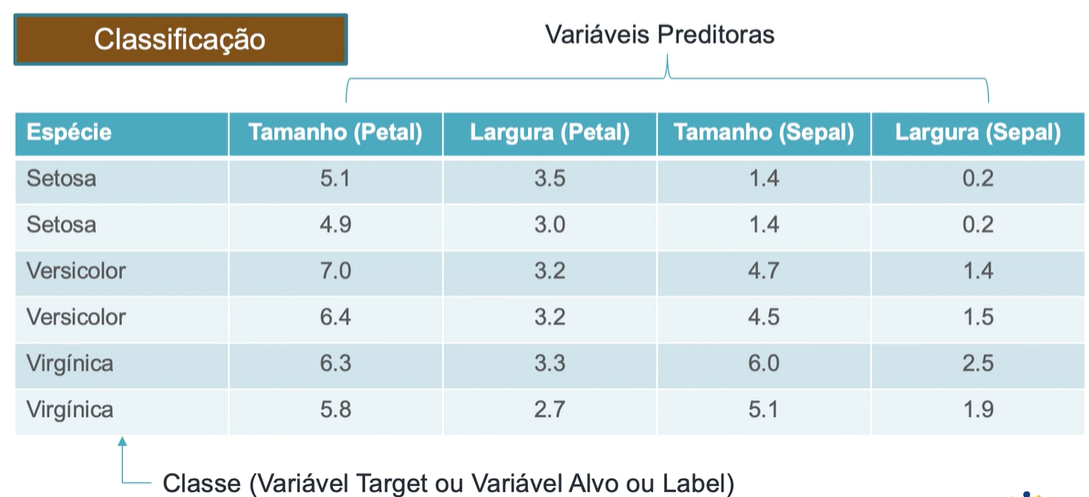 Classificação
Variáveis Preditoras
Espécie Tamanho (Petal) Largura (Petal) Tamanho (Sepal) Largura (Sepal)
Setosa 5.1 3.5 1.4 0.2
Setosa 4.9 3.0 1.4 0.2
Versicolor 7.0 3.2 4.7 1.4
Versicolor 6.4 3.2 4.5 1.5
Virgínica 6.3 3.3 6.0 2.5
Virgínica 5.8 2.7 5.1 1.9
Classe (Variável Target ou Variável Alvo ou Label)